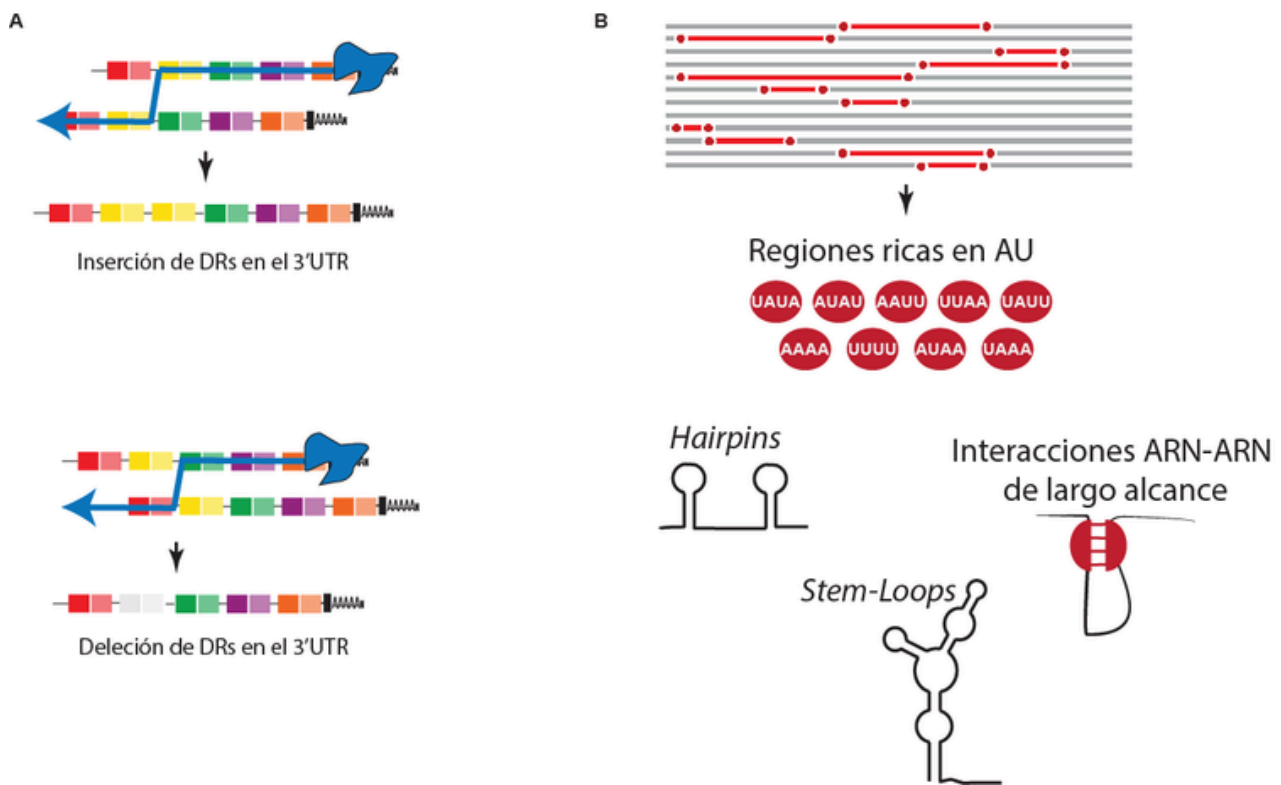 A
Inserción de DRs en el 3'UTR
Deleción de DRs en el 3'UTR
B
Regiones ricas en AU
UAUA AUAU AAUU UUAA UAUU
AAAA UUUU AUAA UAAA
Hairpins
Interacciones ARN-ARN
de largo alcance
Stem-Loops